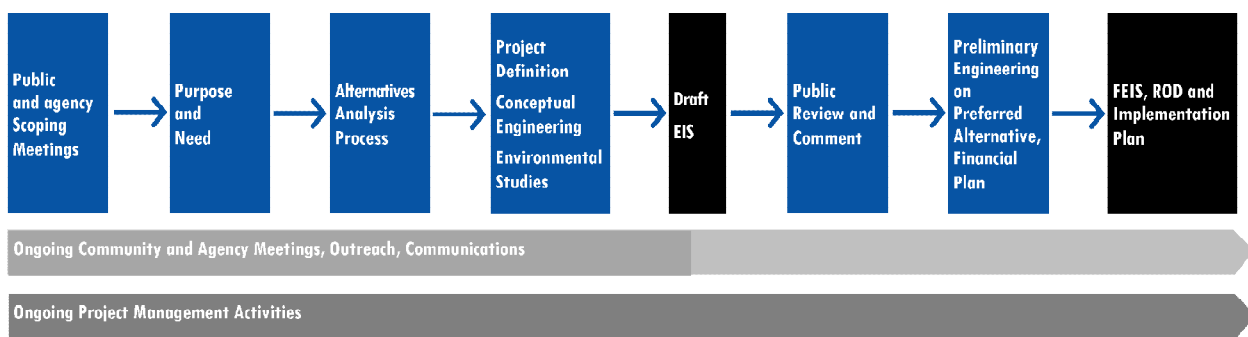 Public
and agency
Scoping
Meetings
Purpose
and
Need
Alternatives
Analysis
Process
Project
Definition
Conceptual
Engineering
Environmental
Studies
Draft
EIS
Public
Review and
Comment
Preliminary
Engineering
on
Preferred
Alternative,
Financial
Plan
FEIS, ROD and
Implementation
Plan
Ongoing Community and Agency Meetings, Outreach, Communications
Ongoing Project Management Activities